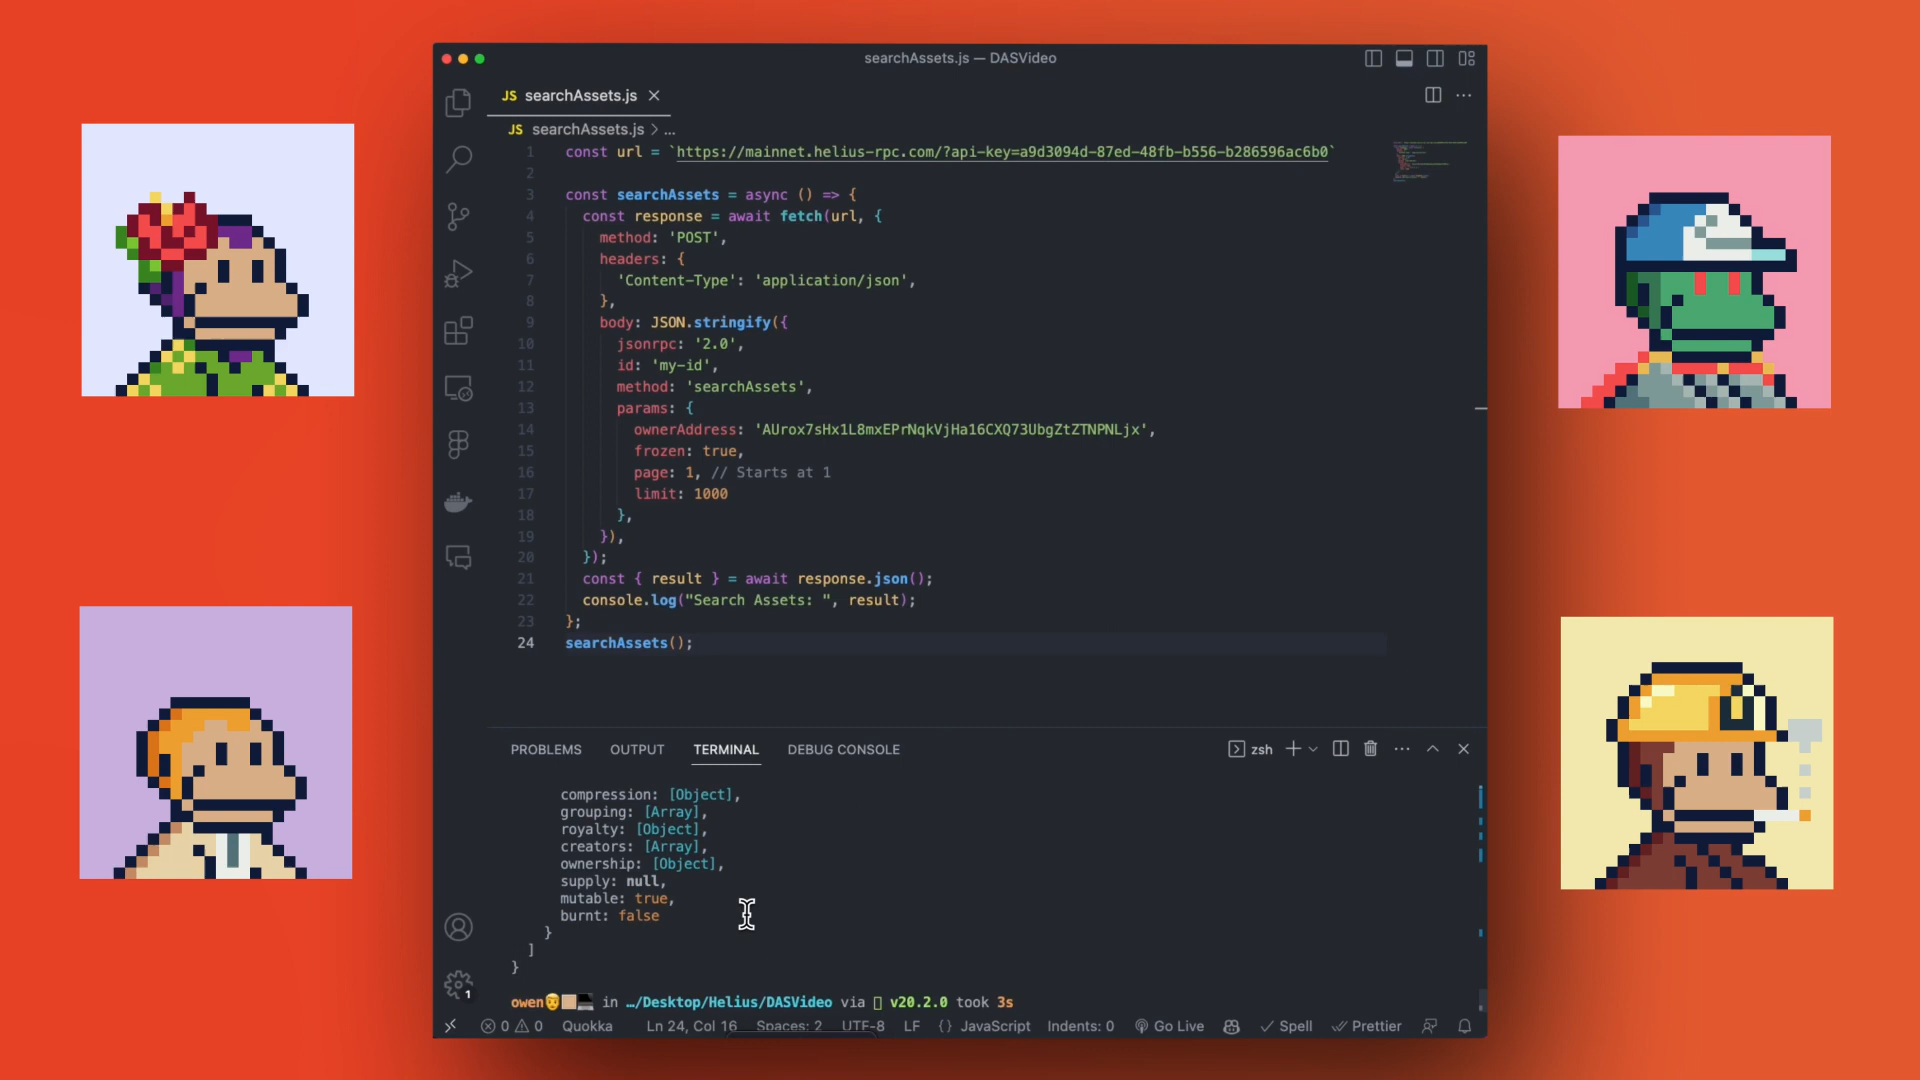 searchAssets.js — DASVideo
JS searchAssets.js
JS searchAssets.js > ...
1 const url = `https://mainnet.helius-rpc.com/?api-key=a9d3094d-87ed-48fb-b556-b286596ac6b0`
2
3 const searchAssets = async () => {
4 const response = await fetch(url, {
5 method: 'POST',
6 headers: {
7 'Content-Type': 'application/json',
8 },
9 body: JSON.stringify({
10 jsonrpc: '2.0',
11 id: 'my-id',
12 method: 'searchAssets',
13 params: {
14 ownerAddress: 'AUrox7sHx1L8mxEPrNqkVjHa16CXQ73UbgZtZTNPNLjx',
15 frozen: true,
16 page: 1, // Starts at 1
17 limit: 1000
18 },
19 }),
20 });
21 const { result } = await response.json();
22 console.log("Search Assets: ", result);
23 };
24 searchAssets();
PROBLEMS OUTPUT TERMINAL DEBUG CONSOLE zsh
compression: [Object],
grouping: [Array],
royalty: [Object],
creators: [Array],
ownership: [Object],
supply: null,
mutable: true,
burnt: false
}
]
}
1
owen in …/Desktop/Helius/DASVideo via v20.2.0 took 3s
0 0 Quokka Ln 24, Col 16 Spaces: 2 UTF-8 LF {} JavaScript Indents: 0 Go Live Spell Prettier